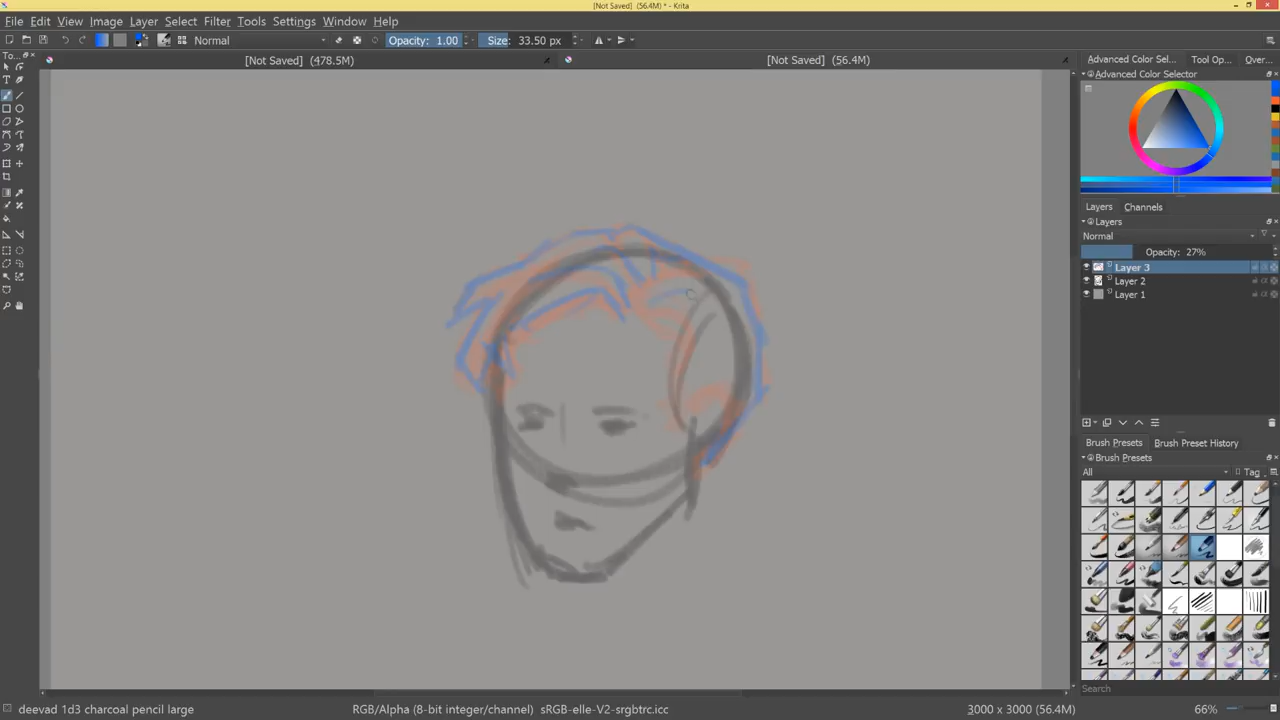 [Not Saved] (56.4M) * - Krita
File Edit View Image Layer Select Filter Tools Settings Window Help
Normal Opacity: 1.00 Size: 33.50 px
To...
[Not Saved] (478.5M)
[Not Saved] (56.4M)
Advanced Color Sel... Tool Op... Over...
Advanced Color Selector
Layers Channels
Layers
Normal
Opacity: 27%
Layer 3
Layer 2
Layer 1
Brush Presets Brush Preset History
Brush Presets
All Tag
Search
deevad 1d3 charcoal pencil large RGB/Alpha (8-bit integer/channel) sRGB-elle-V2-srgbtrc.icc 3000 x 3000 (56.4M) 66%